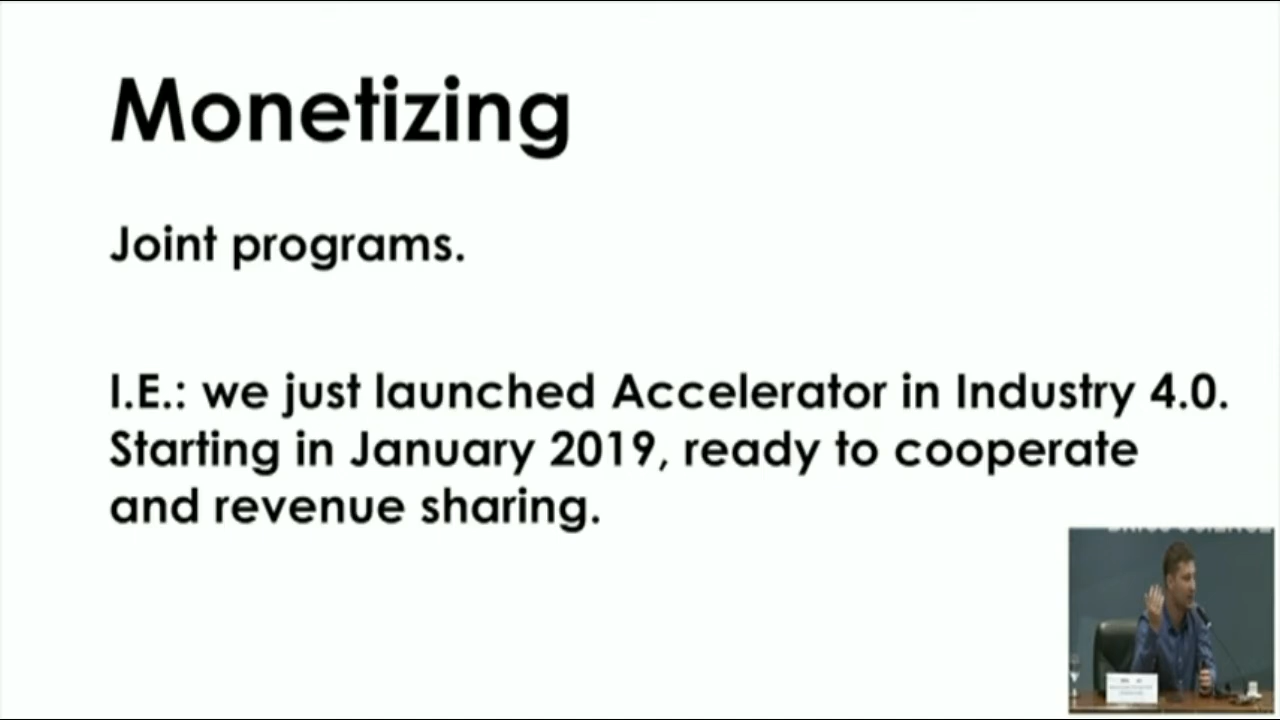 Monetizing
Joint programs.
I.E.: we just launched Accelerator in Industry 4.0.
Starting in January 2019, ready to cooperate
and revenue sharing.